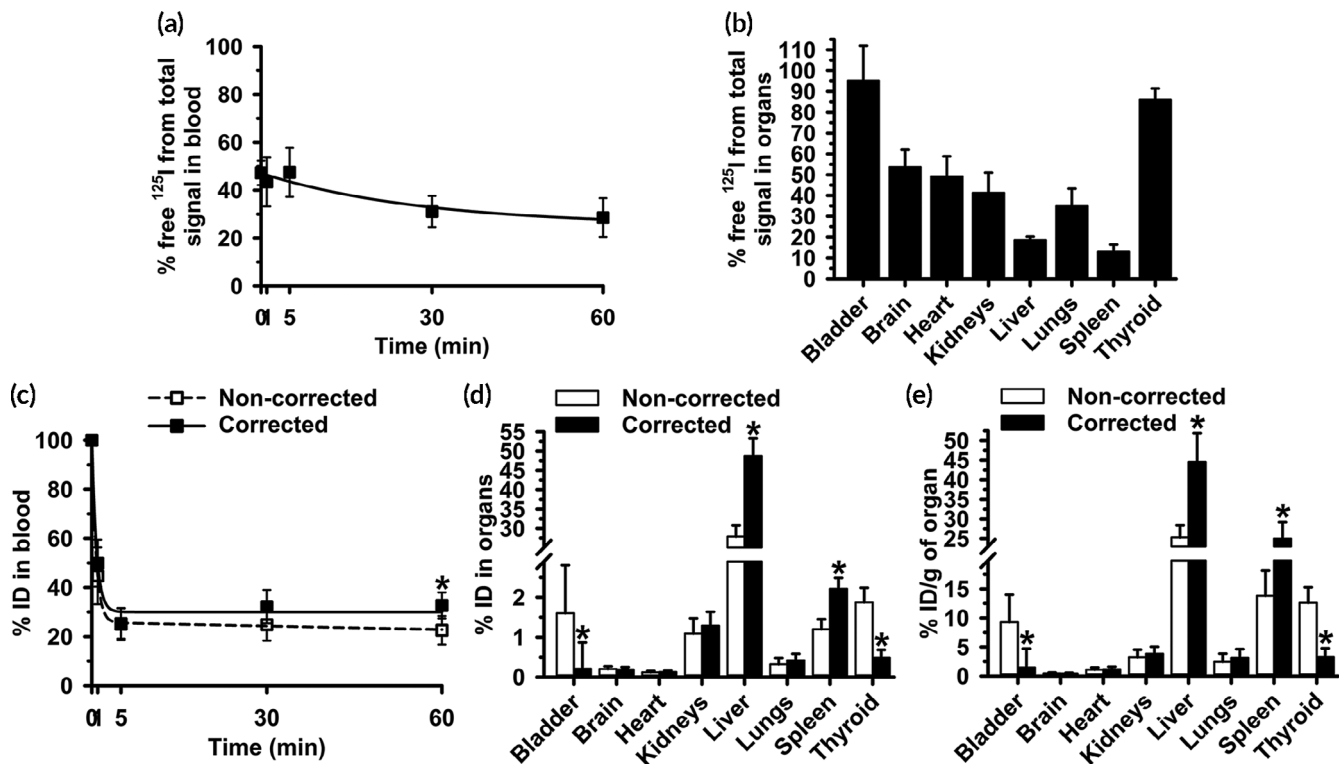 (a)
% free ¹²⁵I from total
signal in blood
100
80
60
40
20
0
01 5 30 60
Time (min)
(b)
% free ¹²⁵I from total
signal in organs
110
100
90
80
70
60
50
40
30
20
10
0
Bladder
Brain
Heart
Kidneys
Liver
Lungs
Spleen
Thyroid
(c)
Non-corrected
Corrected
% ID in blood
100
80
60
40
20
0
*
01 5 30 60
Time (min)
(d)
Non-corrected
Corrected
% ID in organs
55
50
45
40
35
30
2
1
0
* * * *
Bladder
Brain
Heart
Kidneys
Liver
Lungs
Spleen
Thyroid
(e)
Non-corrected
Corrected
% ID/g of organ
50
45
40
35
30
25
15
10
5
0
* * * *
Bladder
Brain
Heart
Kidneys
Liver
Lungs
Spleen
Thyroid